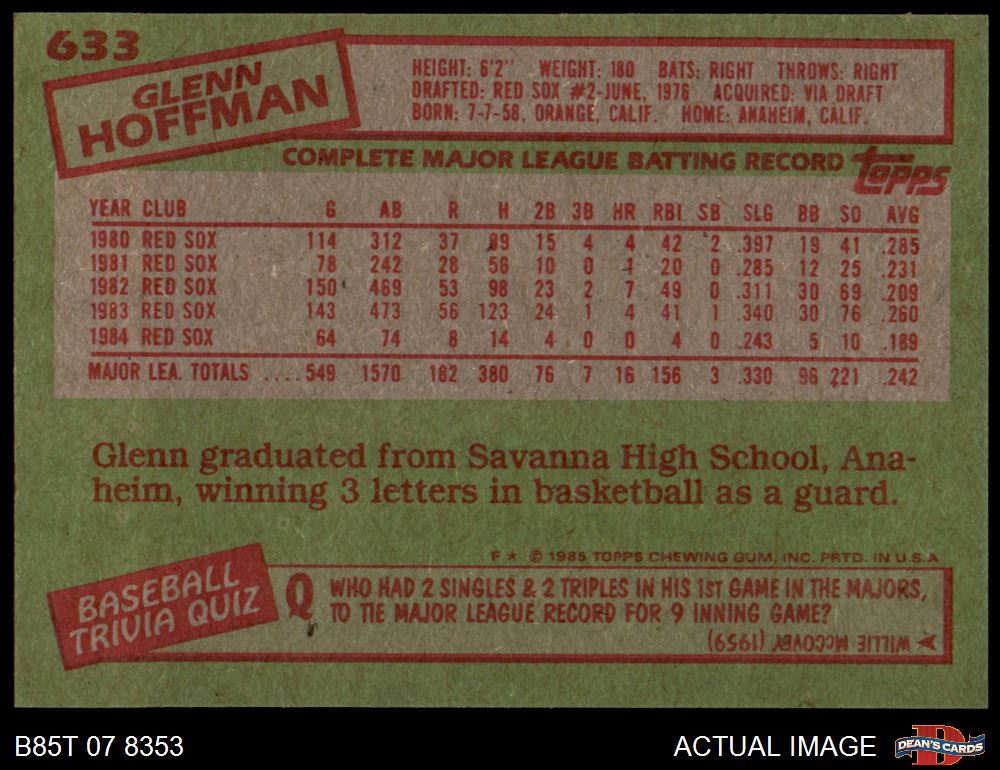 633
GLENN
HOFFMAN
HEIGHT: 6'2" WEIGHT: 180 BATS: RIGHT THROWS: RIGHT
DRAFTED: RED SOX #2-JUNE, 1976 ACQUIRED: VIA DRAFT
BORN: 7-7-58, ORANGE, CALIF. HOME: ANAHEIM, CALIF.
COMPLETE MAJOR LEAGUE BATTING RECORD
topps
YEAR CLUB G AB R H 2B 3B HR RBI SB SLG BB SO AVG
1980 RED SOX 114 312 37 89 15 4 4 42 2 .397 19 41 .285
1981 RED SOX 78 242 28 56 10 0 1 20 0 .285 12 25 .231
1982 RED SOX 150 469 53 98 23 2 7 49 0 .311 30 69 .209
1983 RED SOX 143 473 56 123 24 1 4 41 1 .340 30 76 .260
1984 RED SOX 64 74 8 14 4 0 0 4 0 .243 5 10 .189
MAJOR LEA. TOTALS ....549 1570 182 380 76 7 16 156 3 .330 96 221 .242
Glenn graduated from Savanna High School, Ana-
heim, winning 3 letters in basketball as a guard.
F* © 1985 TOPPS CHEWING GUM, INC. PRTD. IN U.S.A
BASEBALL
TRIVIA QUIZ
Q WHO HAD 2 SINGLES & 2 TRIPLES IN HIS 1ST GAME IN THE MAJORS,
TO TIE MAJOR LEAGUE RECORD FOR 9 INNING GAME?
WILLIE McCOVEY (1959)
B85T 07 8353
ACTUAL IMAGE
DEAN'S CARDS